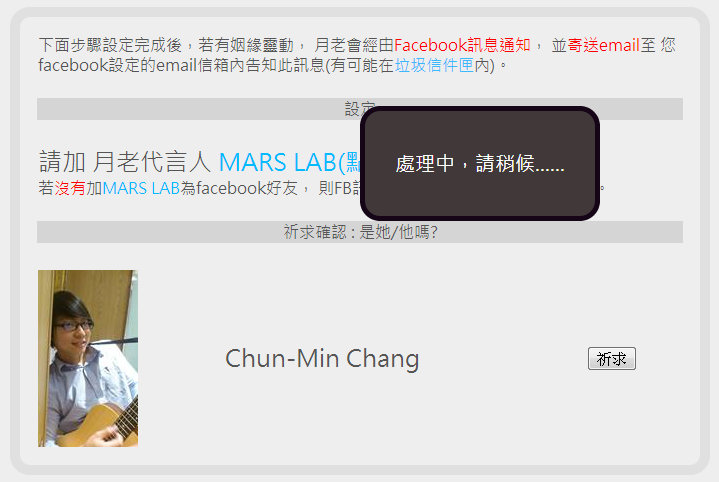 下面步驟設定完成後，若有姻緣靈動， 月老會經由Facebook訊息通知， 並寄送email至 您
facebook設定的email信箱內告知此訊息(有可能在垃圾信件匣內)。
設定
處理中，請稍候......
請加 月老代言人 MARS LAB(點
若沒有加MARS LAB為facebook好友， 則FB訊
祈求確認 : 是她/他嗎?
Chun-Min Chang
祈求